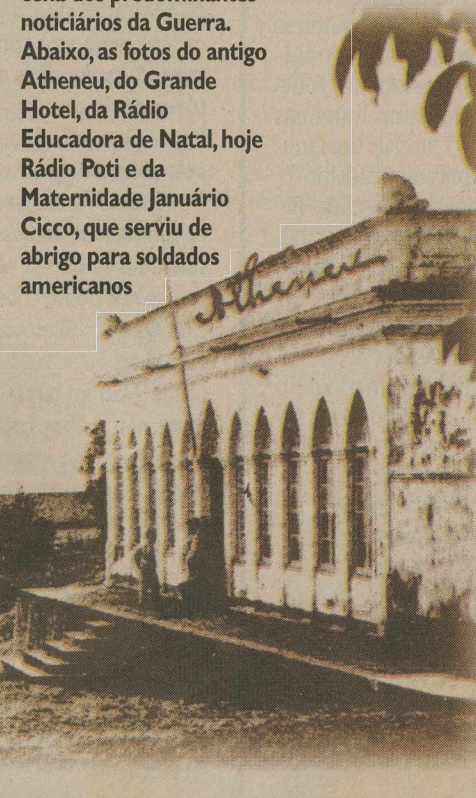 noticiários da Guerra.
Abaixo, as fotos do antigo
Atheneu, do Grande
Hotel, da Rádio
Educadora de Natal, hoje
Rádio Poti e da
Maternidade Januário
Cicco, que serviu de
abrigo para soldados
americanos
Atheneu